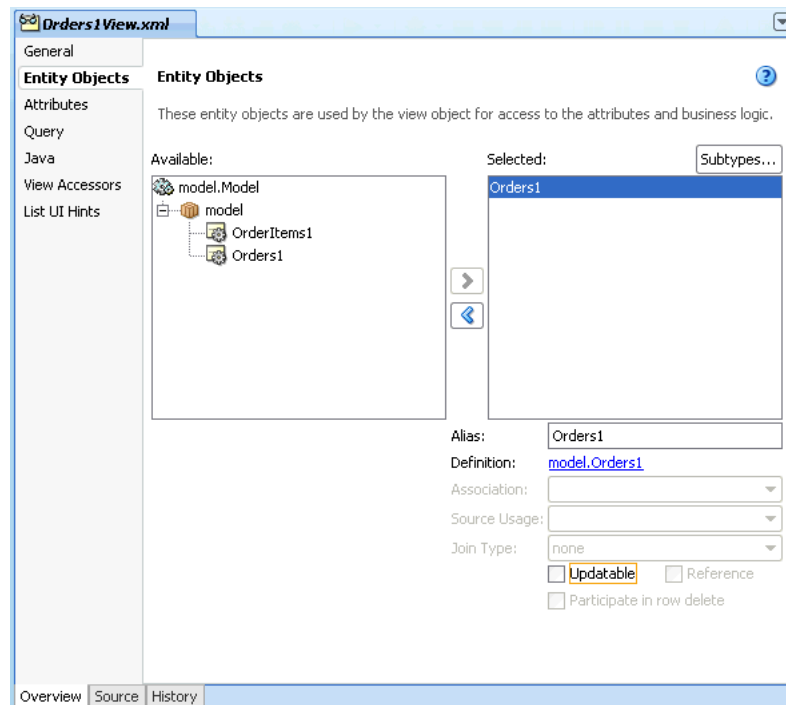 Orders1View.xml
General
Entity Objects
Attributes
Query
Java
View Accessors
List UI Hints
Entity Objects
These entity objects are used by the view object for access to the attributes and business logic.
Available:
model.Model
model
OrderItems1
Orders1
Selected:
Subtypes...
Orders1
Alias:
Orders1
Definition:
model.Orders1
Association:
Source Usage:
Join Type:
none
Updatable
Reference
Participate in row delete
Overview
Source
History